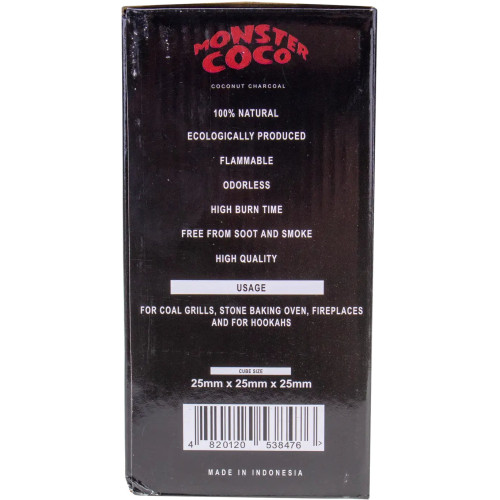 MONSTER
COCO
COCONUT CHARCOAL
100% NATURAL
ECOLOGICALLY PRODUCED
FLAMMABLE
ODORLESS
HIGH BURN TIME
FREE FROM SOOT AND SMOKE
HIGH QUALITY
USAGE
FOR COAL GRILLS, STONE BAKING OVEN, FIREPLACES
AND FOR HOOKAHS
CUBE SIZE
25mm x 25mm x 25mm
4 820120 538476 >
MADE IN INDONESIA